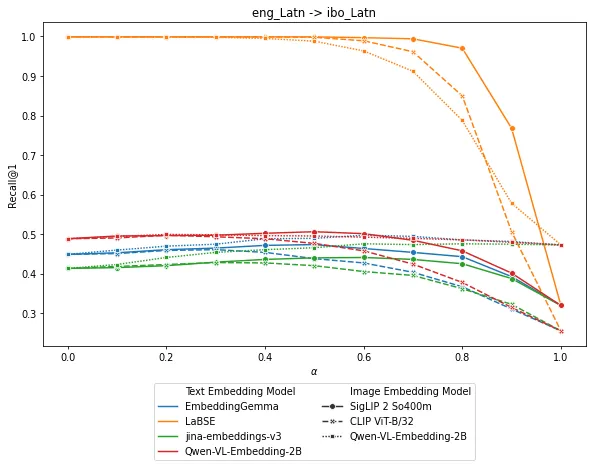 eng_Latn -> ibo_Latn
Recall@1
1.0
0.9
0.8
0.7
0.6
0.5
0.4
0.3
0.0 0.2 0.4 0.6 0.8 1.0
α
Text Embedding Model Image Embedding Model
EmbeddingGemma SigLIP 2 So400m
LaBSE CLIP ViT-B/32
jina-embeddings-v3 Qwen-VL-Embedding-2B
Qwen-VL-Embedding-2B